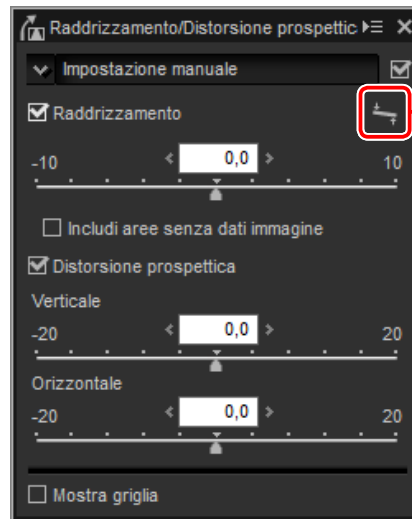 Raddrizzamento/Distorsione prospettic
Impostazione manuale
Raddrizzamento
-10 0,0 10
Includi aree senza dati immagine
Distorsione prospettica
Verticale
-20 0,0 20
Orizzontale
-20 0,0 20
Mostra griglia